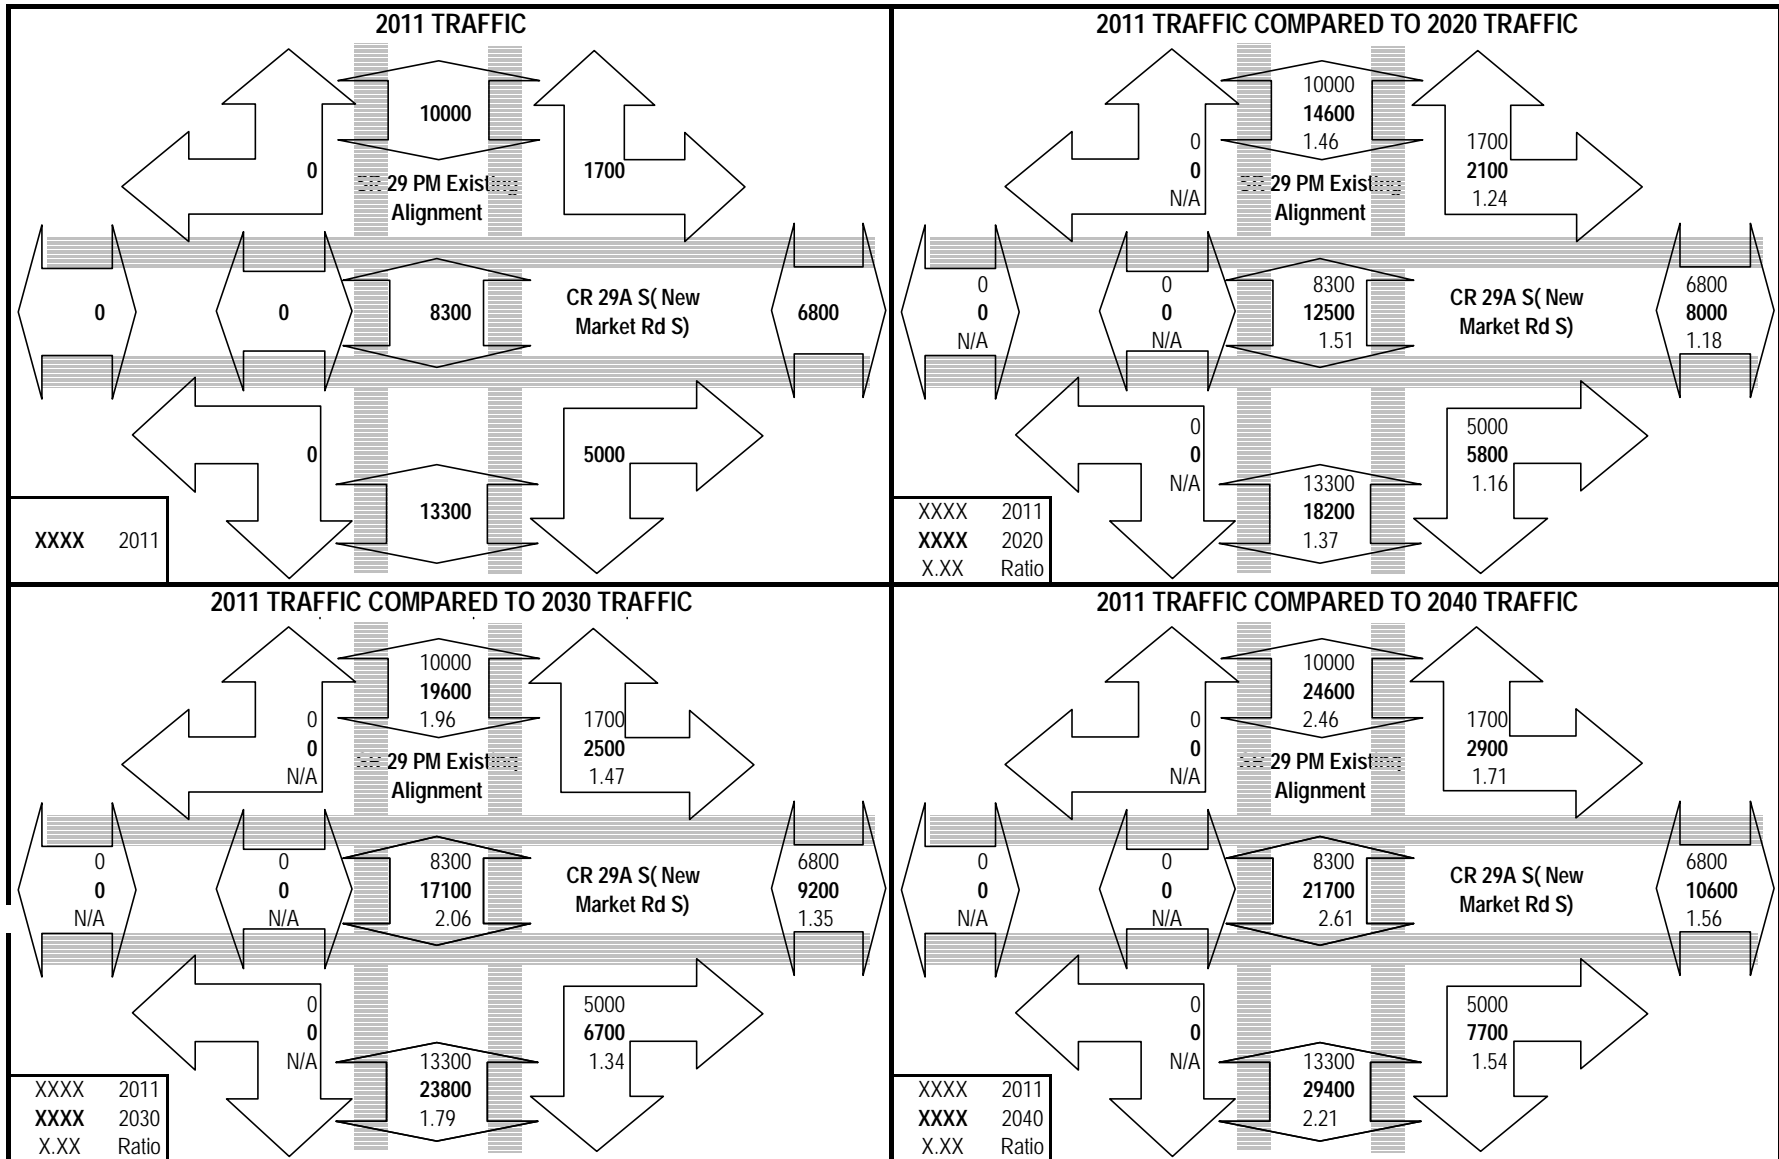 2011 TRAFFIC
10000
0
1700
SR 29 PM Existing
Alignment
0
0
8300
CR 29A S( New
Market Rd S)
6800
0
5000
13300
XXXX 2011
2011 TRAFFIC COMPARED TO 2020 TRAFFIC
10000
14600
1.46
0
0
N/A
1700
2100
1.24
SR 29 PM Existing
Alignment
0
0
N/A
0
0
N/A
8300
12500
1.51
CR 29A S( New
Market Rd S)
6800
8000
1.18
0
0
N/A
5000
5800
1.16
13300
18200
1.37
XXXX 2011
XXXX 2020
X.XX Ratio
2011 TRAFFIC COMPARED TO 2030 TRAFFIC
10000
19600
1.96
0
0
N/A
1700
2500
1.47
SR 29 PM Existing
Alignment
0
0
N/A
0
0
N/A
8300
17100
2.06
CR 29A S( New
Market Rd S)
6800
9200
1.35
0
0
N/A
5000
6700
1.34
13300
23800
1.79
XXXX 2011
XXXX 2030
X.XX Ratio
2011 TRAFFIC COMPARED TO 2040 TRAFFIC
10000
24600
2.46
0
0
N/A
1700
2900
1.71
SR 29 PM Existing
Alignment
0
0
N/A
0
0
N/A
8300
21700
2.61
CR 29A S( New
Market Rd S)
6800
10600
1.56
0
0
N/A
5000
7700
1.54
13300
29400
2.21
XXXX 2011
XXXX 2040
X.XX Ratio